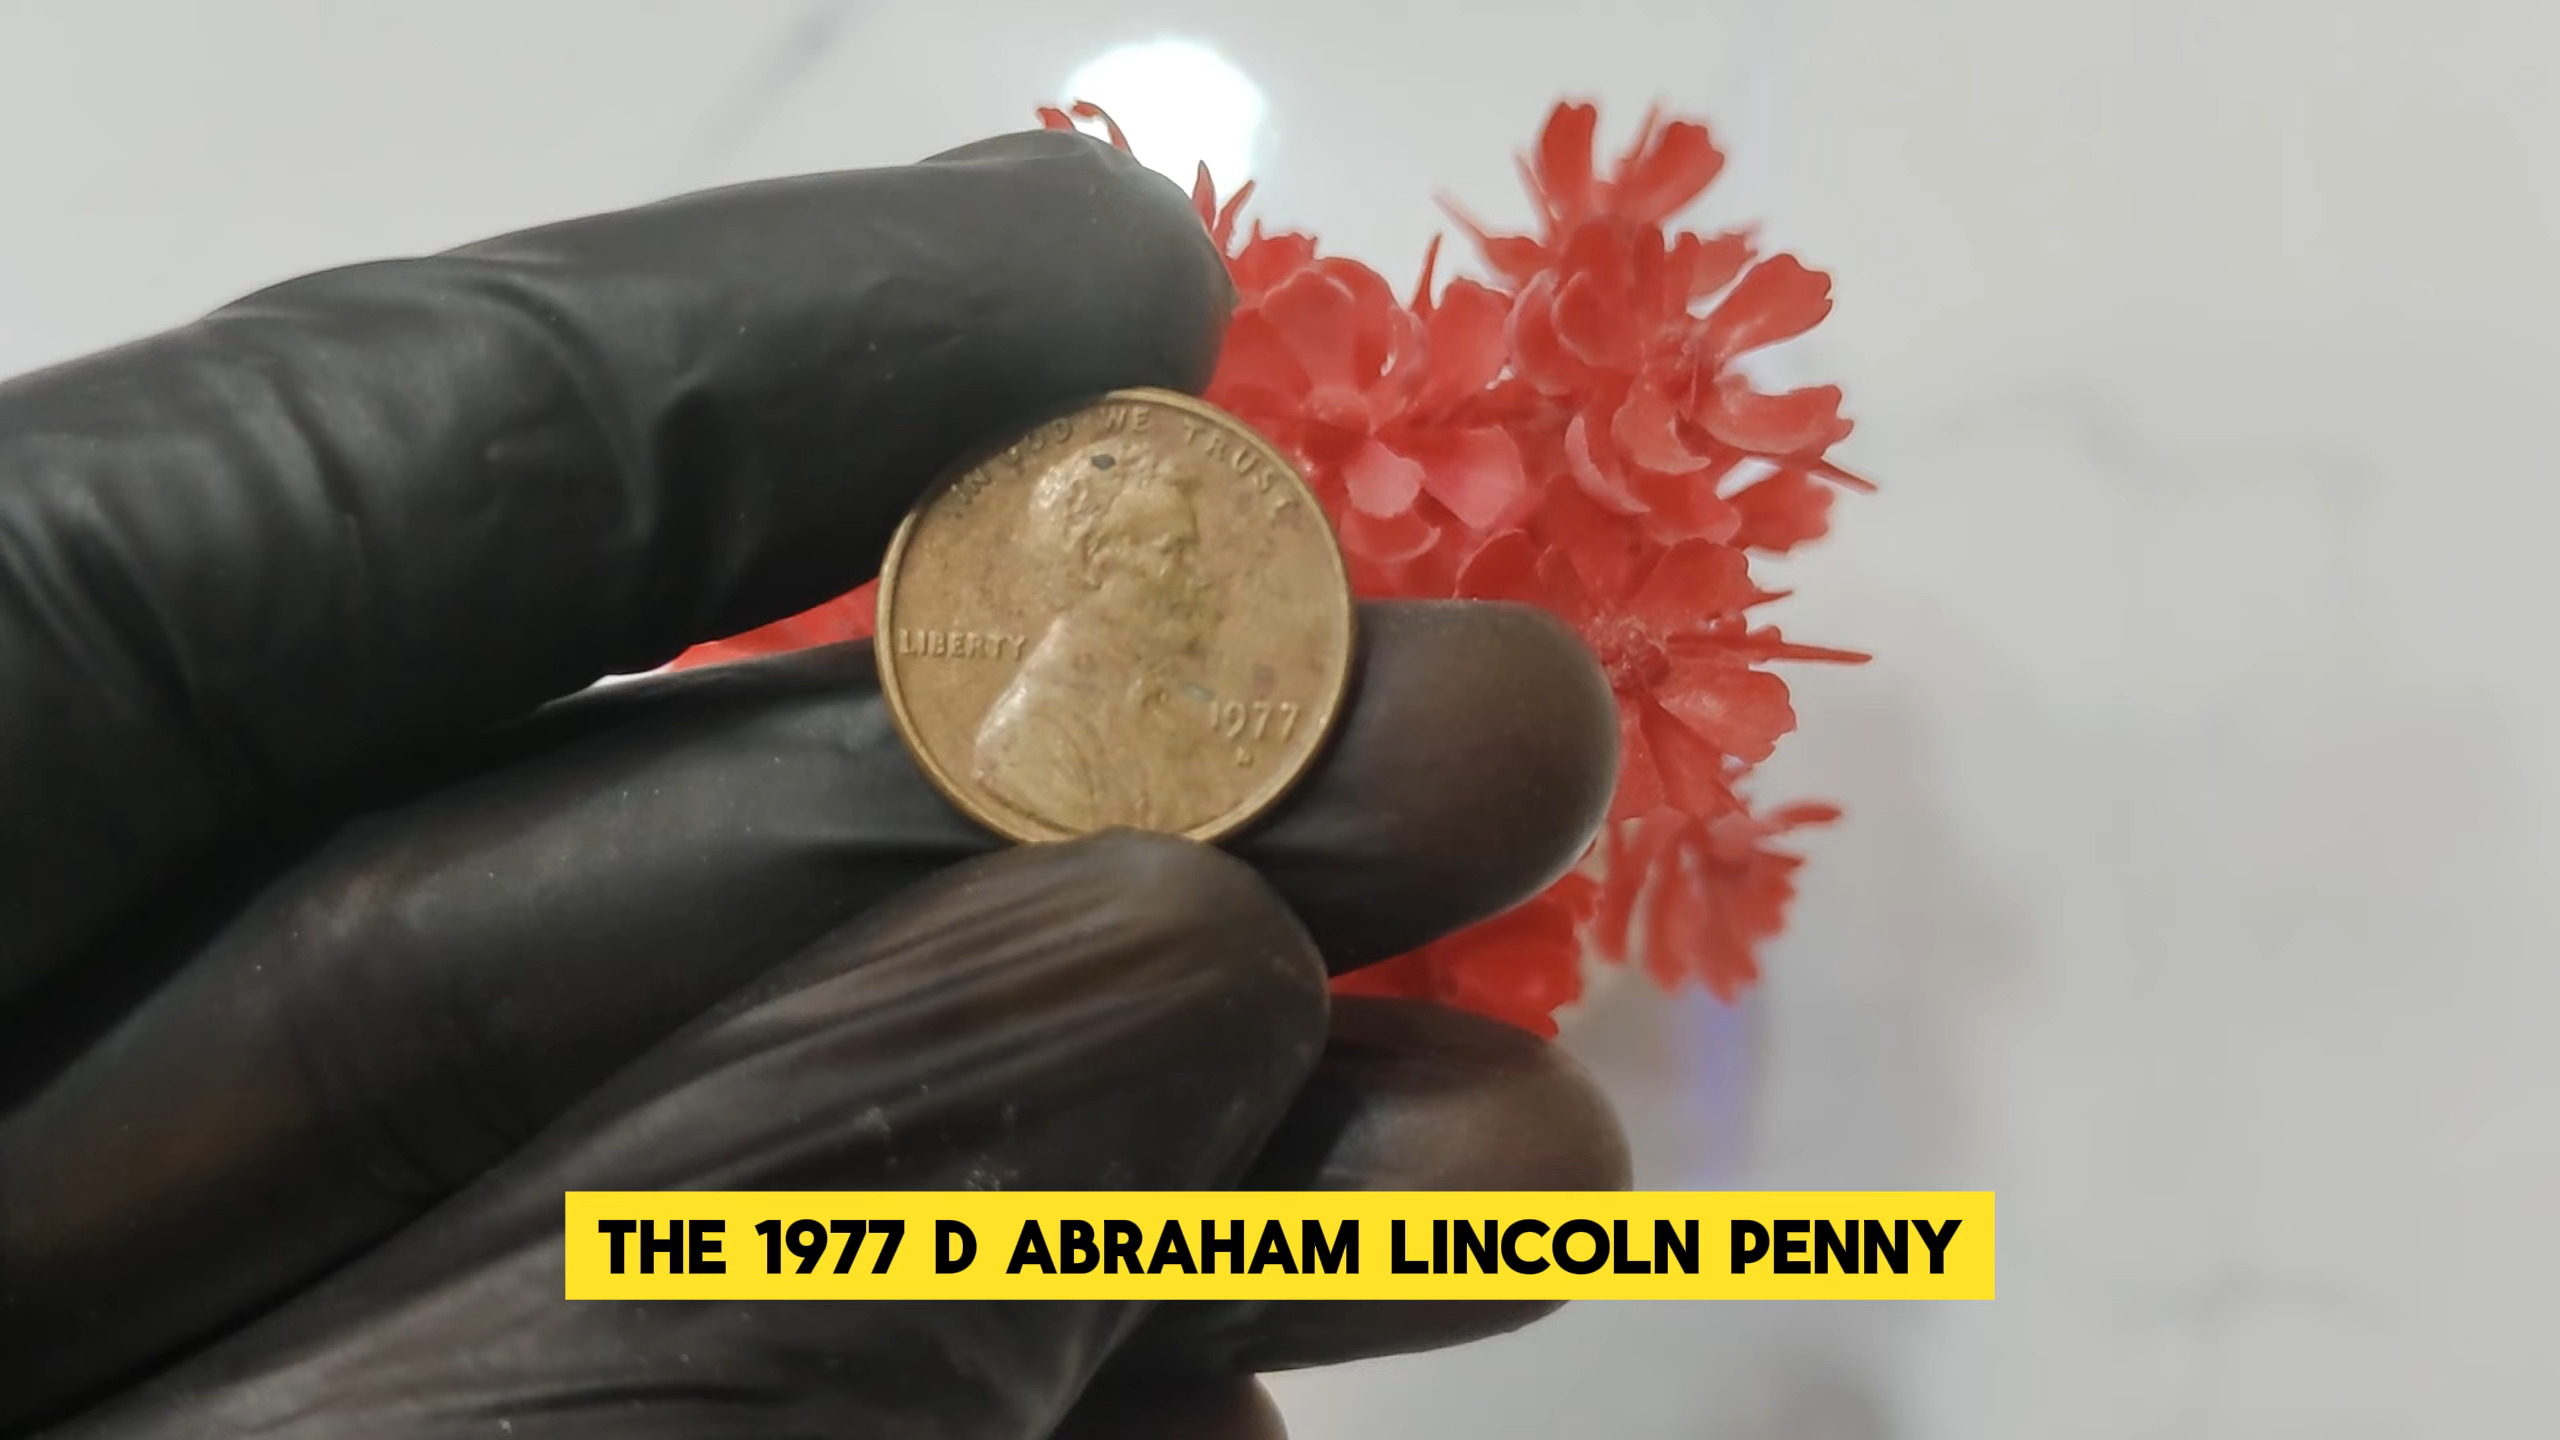 IN GOD WE TRUST
LIBERTY
1977
D
THE 1977 D ABRAHAM LINCOLN PENNY